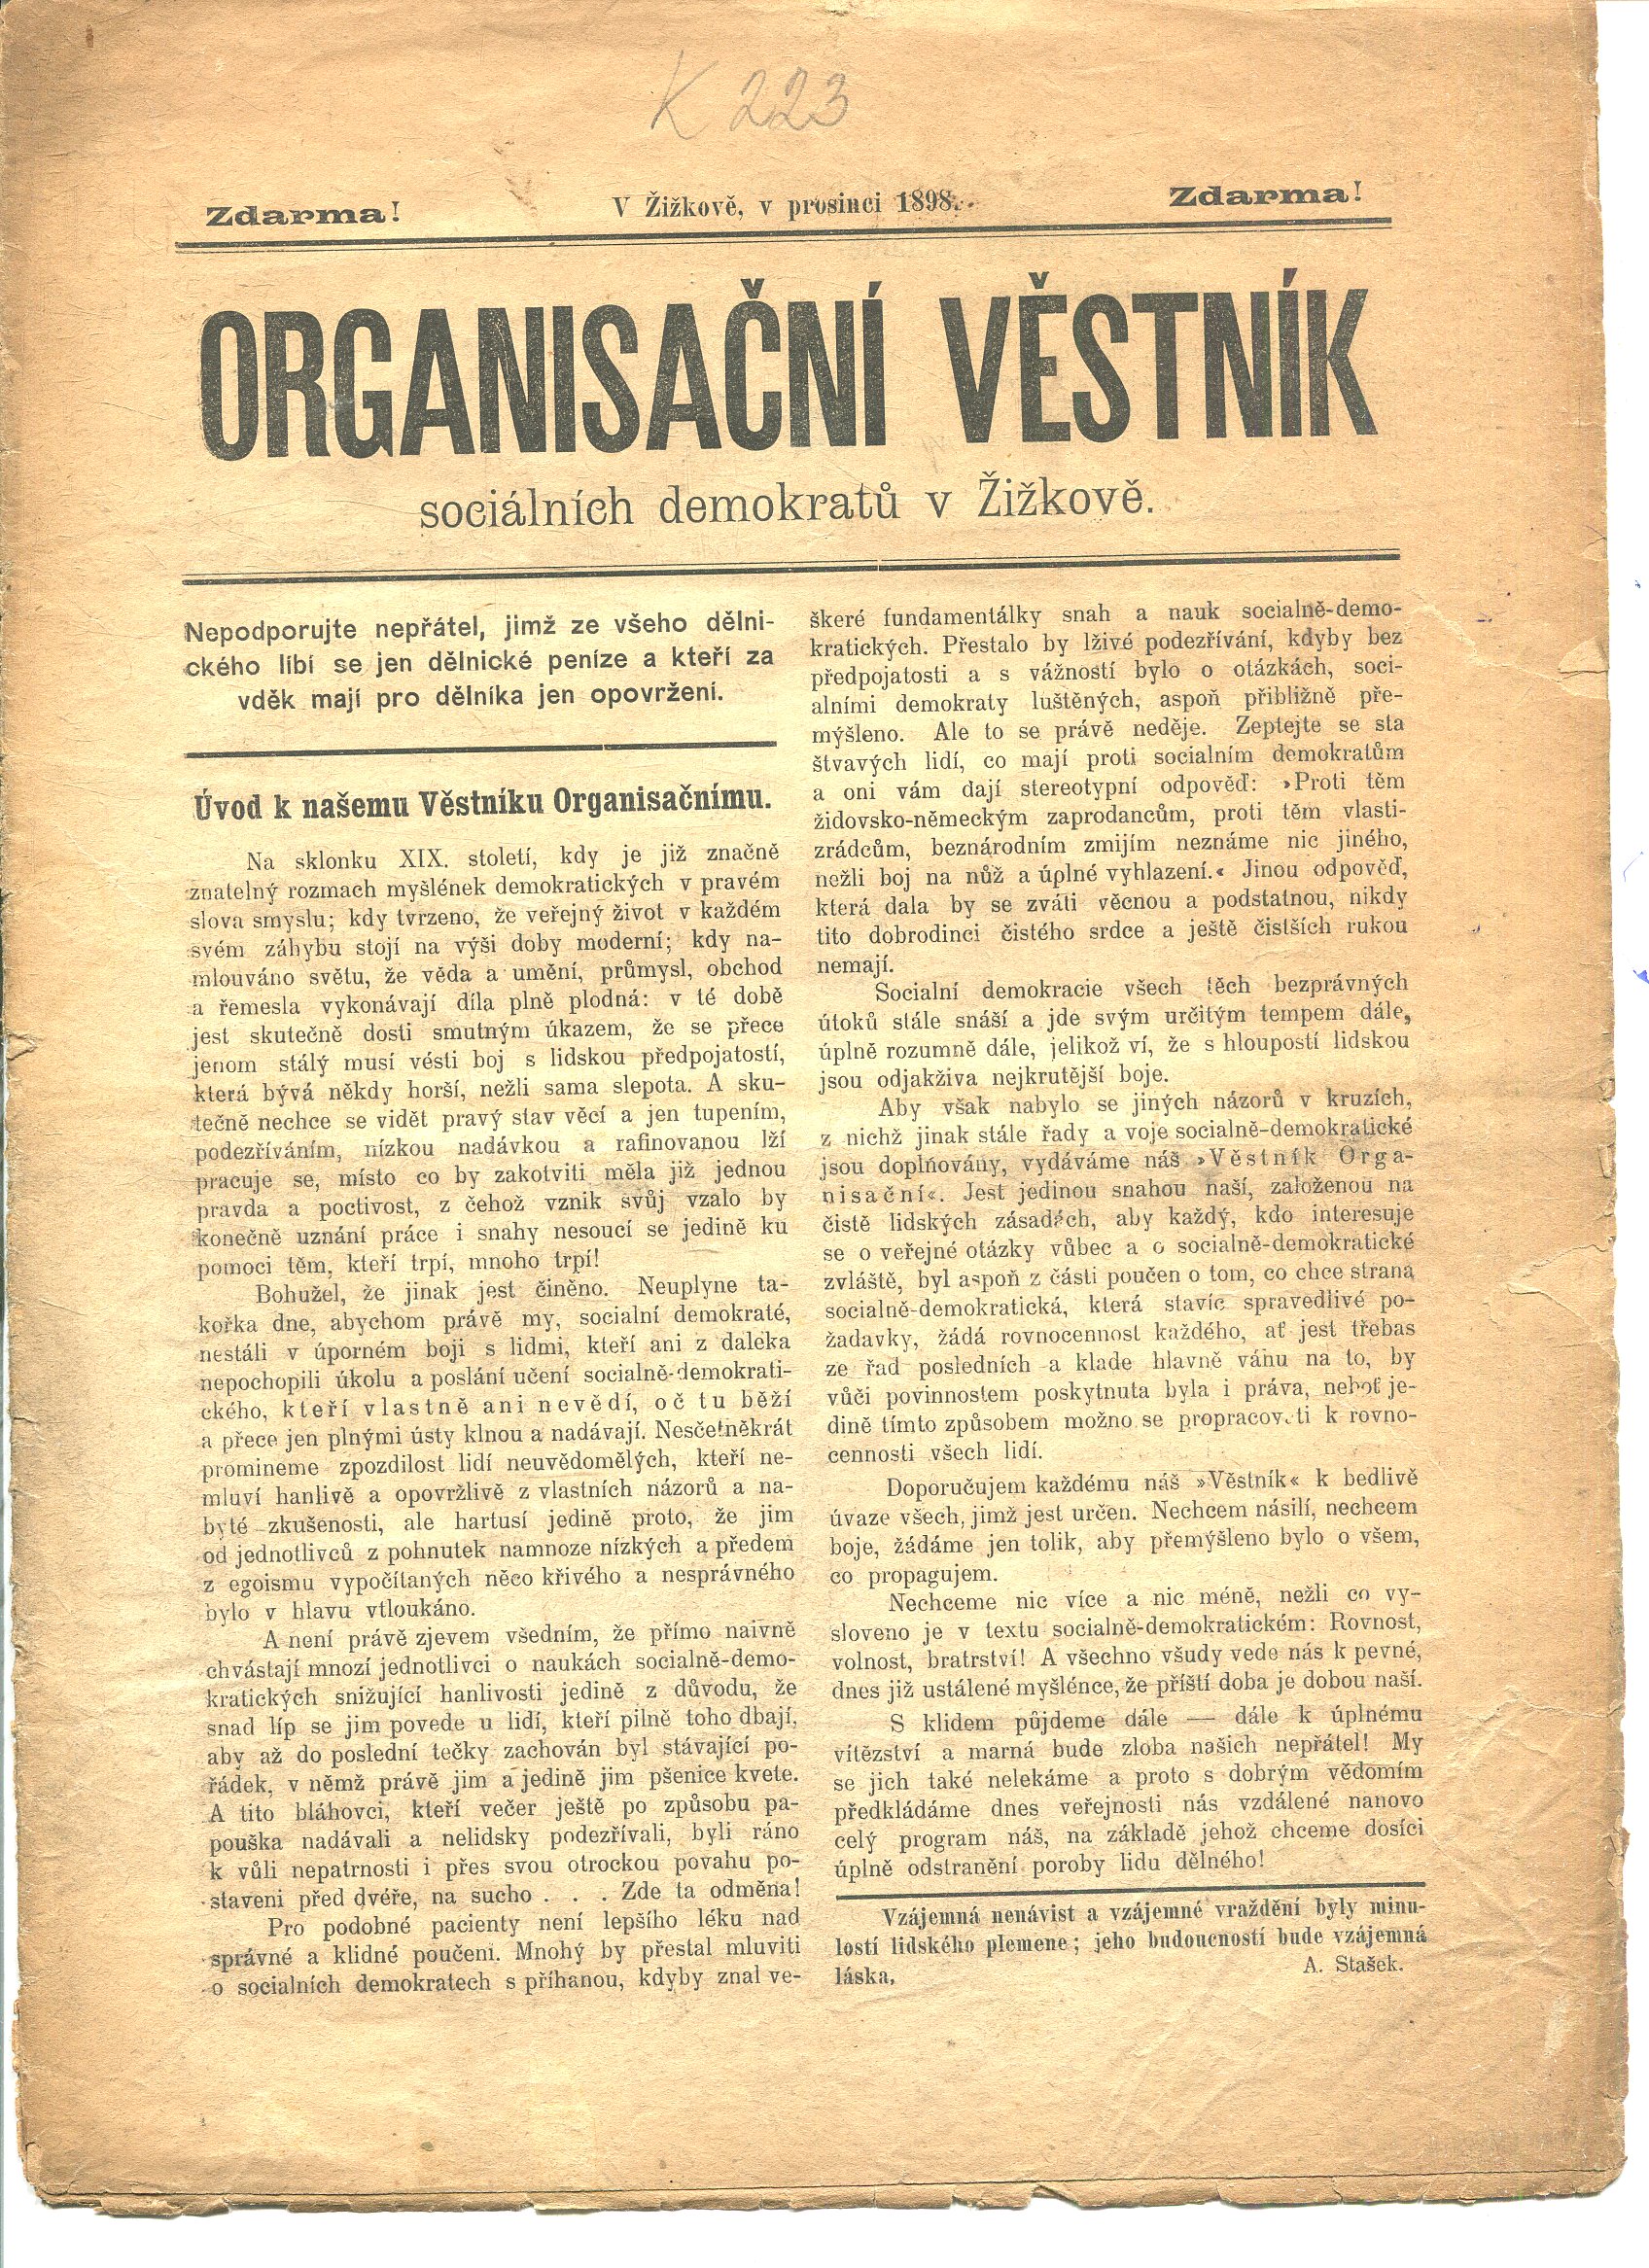 K 223
Zdarma!
V Žižkově, v prosinci 1898.
Zdarma!
ORGANISAČNÍ VĚSTNÍK
sociálních demokratů v Žižkově.
Nepodporujte nepřátel, jimž ze všeho dělni-
ckého líbí se jen dělnické peníze a kteří za
vděk mají pro dělníka jen opovržení.
Úvod k našemu Věstníku Organisačnímu.
Na sklonku XIX. století, kdy je již značně
znatelný rozmach myšlének demokratických v pravém
slova smyslu; kdy tvrzeno, že veřejný život v každém
svém záhybu stojí na výši doby moderní; kdy na-
mlouváno světu, že věda a umění, průmysl, obchod
a řemesla vykonávají díla plně plodná: v té době
jest skutečně dosti smutným úkazem, že se přece
jenom stálý musí vésti boj s lidskou předpojatostí,
která bývá někdy horší, nežli sama slepota. A sku-
tečně nechce se vidět pravý stav věcí a jen tupením,
podezříváním, nízkou nadávkou a rafinovanou lží
pracuje se, místo co by zakotviti měla již jednou
pravda a poctivost, z čehož vznik svůj vzalo by
konečně uznání práce i snahy nesoucí se jedině ku
pomoci těm, kteří trpí, mnoho trpí!
Bohužel, že jinak jest činěno. Neuplyne ta-
kořka dne, abychom právě my, socialní demokraté,
nestáli v úporném boji s lidmi, kteří ani z daleka
nepochopili úkolu a poslání učení socialně-demokrati-
ckého, kteří vlastně ani nevědí, oč tu běží
a přece jen plnými ústy klnou a nadávají. Nesčetněkrát
promineme zpozdilost lidí neuvědomělých, kteří ne-
mluví hanlivě a opovržlivě z vlastních názorů a na-
byté zkušenosti, ale hartusí jedině proto, že jim
od jednotlivců z pohnutek namnoze nízkých a předem
z egoismu vypočítaných něco křivého a nesprávného
bylo v hlavu vtloukáno.
A není právě zjevem všedním, že přímo naivně
chvástají mnozí jednotlivci o naukách socialně-demo-
kratických snižující hanlivosti jedině z důvodu, že
snad líp se jim povede u lidí, kteří pilně toho dbají,
aby až do poslední tečky zachován byl stávající po-
řádek, v němž právě jim a jedině jim pšenice kvete.
A tito bláhovci, kteří večer ještě po způsobu pa-
pouška nadávali a nelidsky podezřívali, byli ráno
k vůli nepatrnosti i přes svou otrockou povahu po-
staveni před dvéře, na sucho . . . Zde ta odměna!
Pro podobné pacienty není lepšího léku nad
správné a klidné poučení. Mnohý by přestal mluviti
o socialních demokratech s příhanou, kdyby znal ve-
škeré fundamentálky snah a nauk socialně-demo-
kratických. Přestalo by lživé podezřívání, kdyby bez
předpojatosti a s vážností bylo o otázkách, soci-
alními demokraty luštěných, aspoň přibližně pře-
mýšleno. Ale to se právě neděje. Zeptejte se sta
štvavých lidí, co mají proti socialním demokratům
a oni vám dají stereotypní odpověď: »Proti těm
židovsko-německým zaprodancům, proti těm vlasti-
zrádcům, beznárodním zmijím neznáme nic jiného,
nežli boj na nůž a úplné vyhlazení.« Jinou odpověď,
která dala by se zváti věcnou a podstatnou, nikdy
tito dobrodinci čistého srdce a ještě čistších rukou
nemají.
Socialní demokracie všech těch bezprávných
útoků stále snáší a jde svým určitým tempem dále,
úplně rozumně dále, jelikož ví, že s hloupostí lidskou
jsou odjakživa nejkrutější boje.
Aby však nabylo se jiných názorů v kruzích,
z nichž jinak stále řady a voje socialně-demokratické
jsou doplňovány, vydáváme náš »Věstník Orga-
nisační«. Jest jedinou snahou naší, založenou na
čistě lidských zásadách, aby každý, kdo interesuje
se o veřejné otázky vůbec a o socialně-demokratické
zvláště, byl aspoň z části poučen o tom, co chce strana
socialně-demokratická, která stavíc spravedlivé po-
žadavky, žádá rovnocennost každého, ať jest třebas
ze řad posledních a klade hlavně váhu na to, by
vůči povinnostem poskytnuta byla i práva, neboť je-
dině tímto způsobem možno se propracovati k rovno-
cennosti všech lidí.
Doporučujem každému náš »Věstník« k bedlivě
úvaze všech, jimž jest určen. Nechcem násilí, nechcem
boje, žádáme jen tolik, aby přemýšleno bylo o všem,
co propagujem.
Nechceme nic více a nic méně, nežli co vy-
sloveno je v textu socialně-demokratickém: Rovnost,
volnost, bratrství! A všechno všudy vede nás k pevné,
dnes již ustálené myšlénce, že příští doba je dobou naší.
S klidem půjdeme dále — dále k úplnému
vítězství a marná bude zloba našich nepřátel! My
se jich také nelekáme a proto s dobrým vědomím
předkládáme dnes veřejnosti nás vzdálené nanovo
celý program náš, na základě jehož chceme dosíci
úplně odstranění poroby lidu dělného!
Vzájemná nenávist a vzájemné vraždění byly minu-
lostí lidského plemene; jeho budoucností bude vzájemná
láska,
A. Stašek.